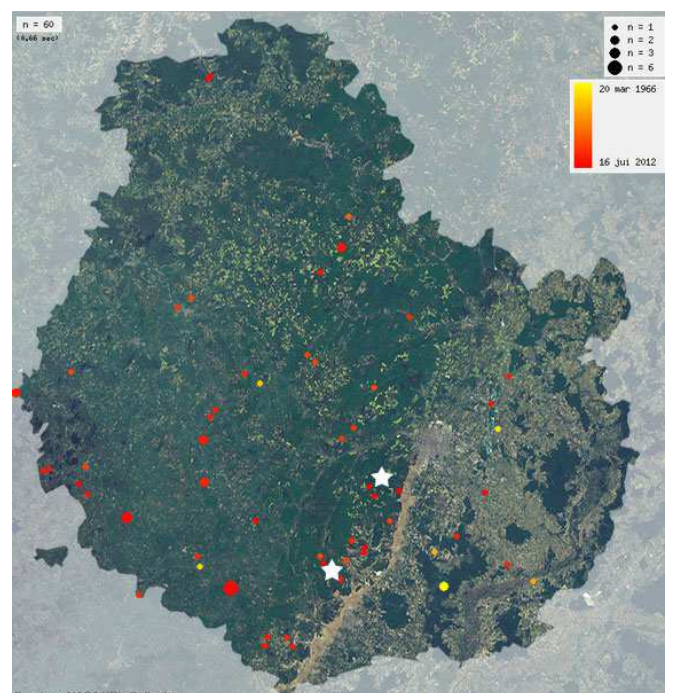 n = 60
(0,66 sec)
n = 1
n = 2
n = 3
n = 6
20 mar 1966
16 jui 2012